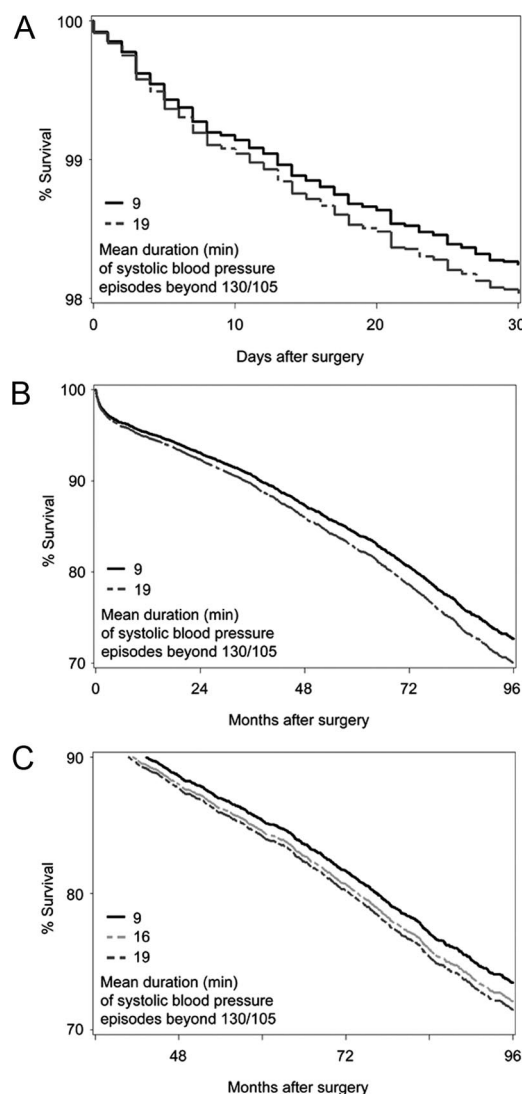 A
100
99
98
% Survival
9
19
Mean duration (min)
of systolic blood pressure
episodes beyond 130/105
0
10
20
30
Days after surgery
B
100
90
80
70
% Survival
9
19
Mean duration (min)
of systolic blood pressure
episodes beyond 130/105
0
24
48
72
96
Months after surgery
C
90
80
70
% Survival
9
16
19
Mean duration (min)
of systolic blood pressure
episodes beyond 130/105
48
72
96
Months after surgery